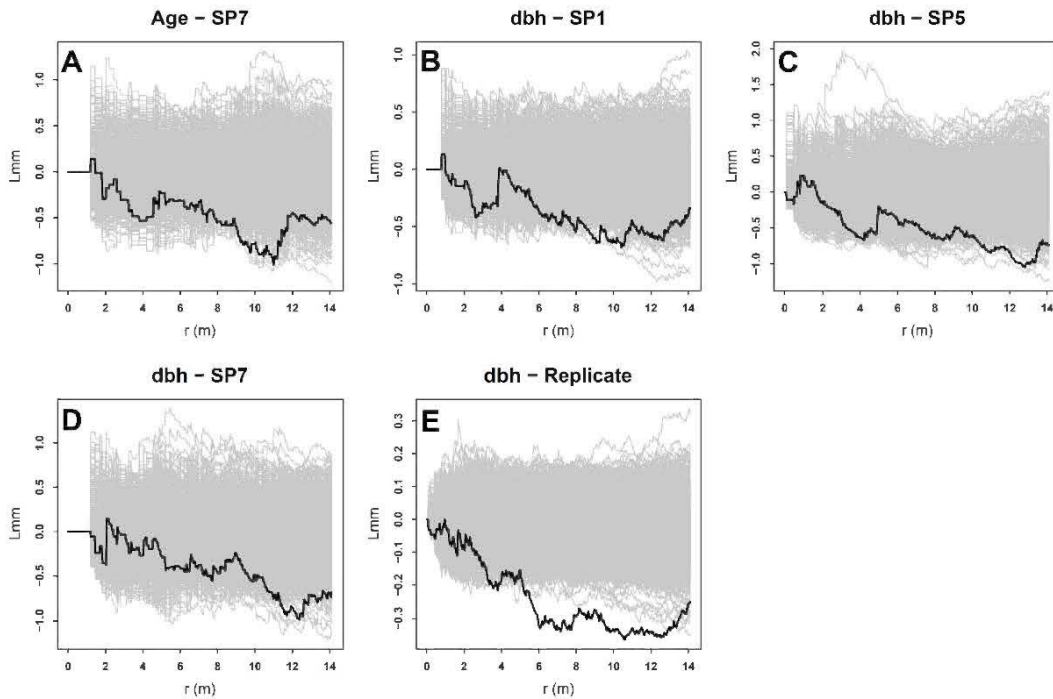 Age – SP7
A
Lmm
1.0
0.5
0.0
−0.5
−1.0
0 2 4 6 8 10 12 14
r (m)
dbh – SP1
B
Lmm
1.0
0.5
0.0
−0.5
−1.0
0 2 4 6 8 10 12 14
r (m)
dbh – SP5
C
Lmm
2.0
1.5
1.0
0.5
0.0
−0.5
−1.0
0 2 4 6 8 10 12 14
r (m)
dbh – SP7
D
Lmm
1.0
0.5
0.0
−0.5
−1.0
0 2 4 6 8 10 12 14
r (m)
dbh – Replicate
E
Lmm
0.3
0.2
0.1
0.0
−0.1
−0.2
−0.3
0 2 4 6 8 10 12 14
r (m)